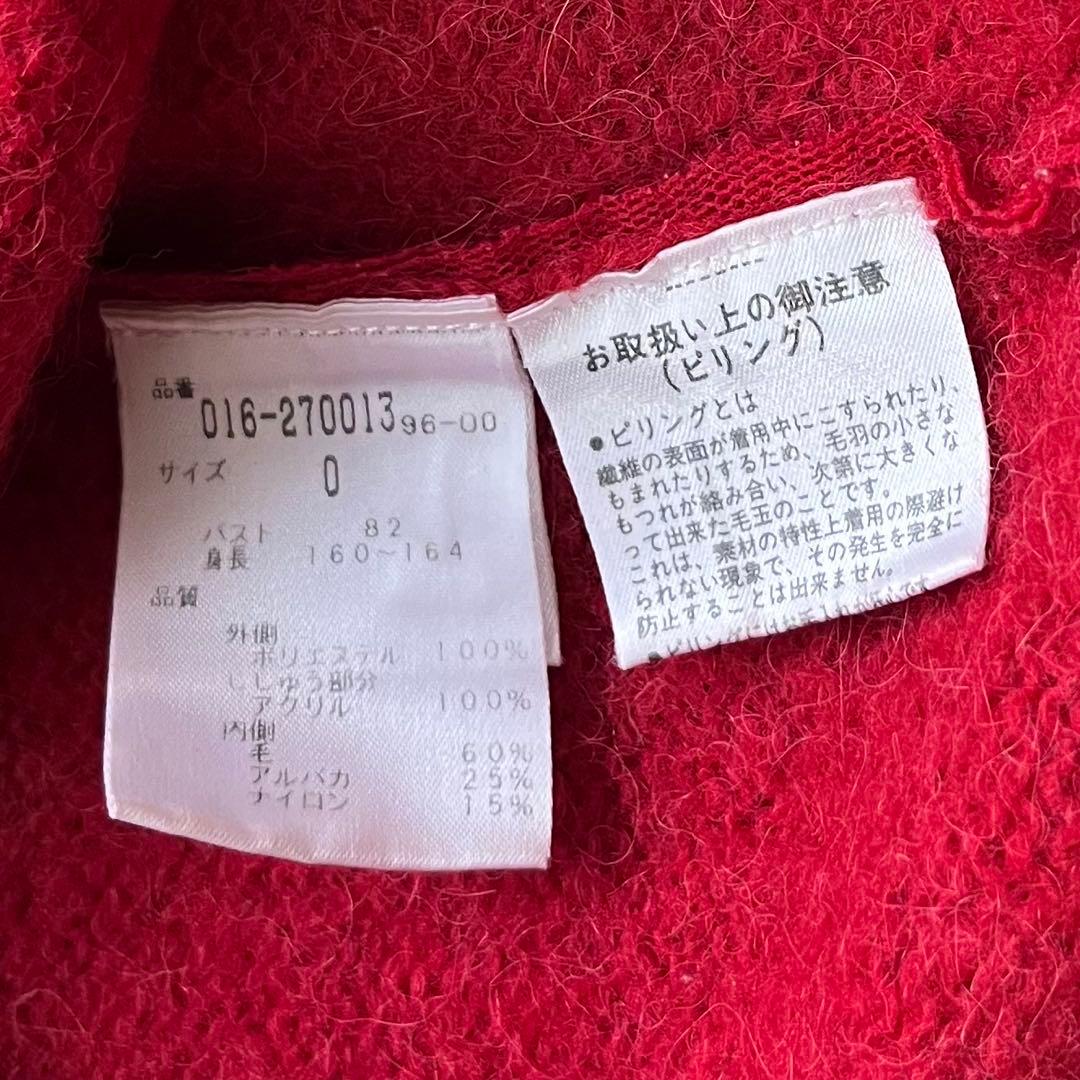 品番 016-270013 96-00
サイズ 0
バスト 82
身長 160~164
品質
外側
ポリエステル 100%
ししゅう部分
アクリル 100%
内側
毛 60%
アルパカ 25%
ナイロン 15%
お取扱い上の御注意
(ピリング)
●ピリングとは
繊維の表面が着用中にこすられたり、
もまれたりするため、毛羽の小さな
もつれが絡み合い、次第に大きくな
って出来た毛玉のことです。
これは、素材の特性上着用の際避け
られない現象で、その発生を完全に
防止することは出来ません。